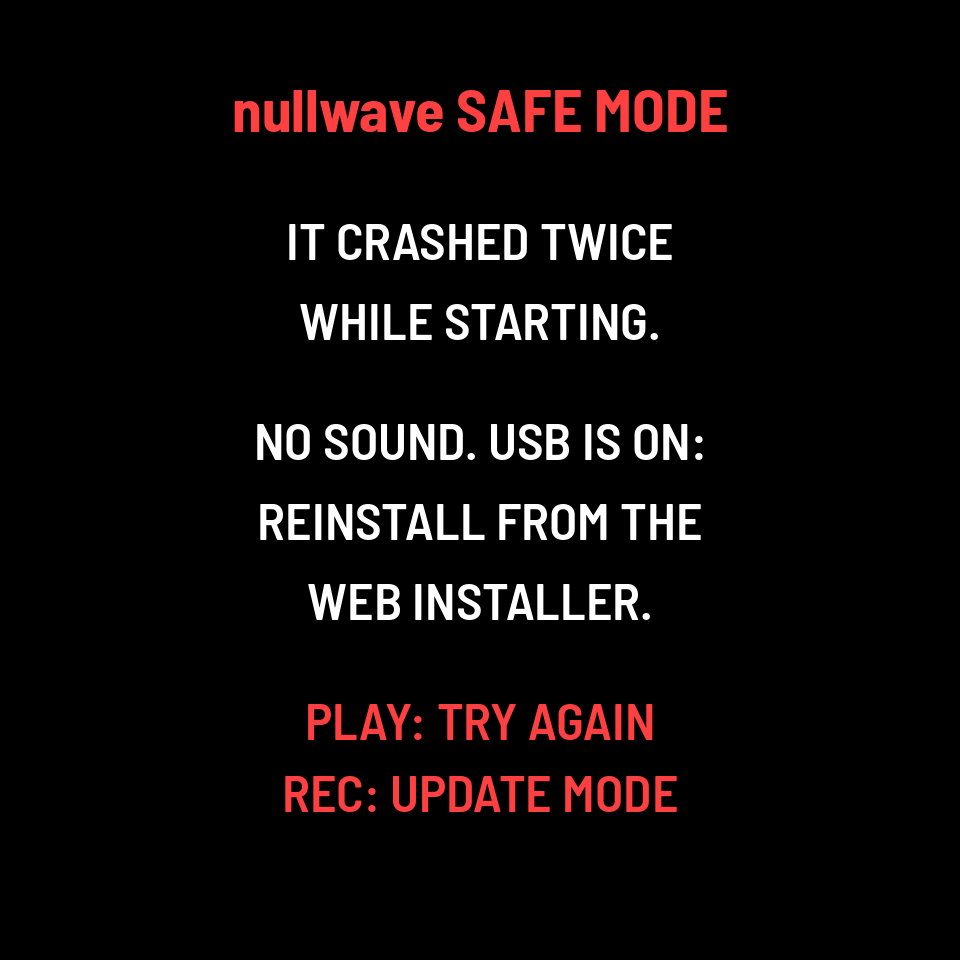 nullwave SAFE MODE
IT CRASHED TWICE
WHILE STARTING.
NO SOUND. USB IS ON:
REINSTALL FROM THE
WEB INSTALLER.
PLAY: TRY AGAIN
REC: UPDATE MODE